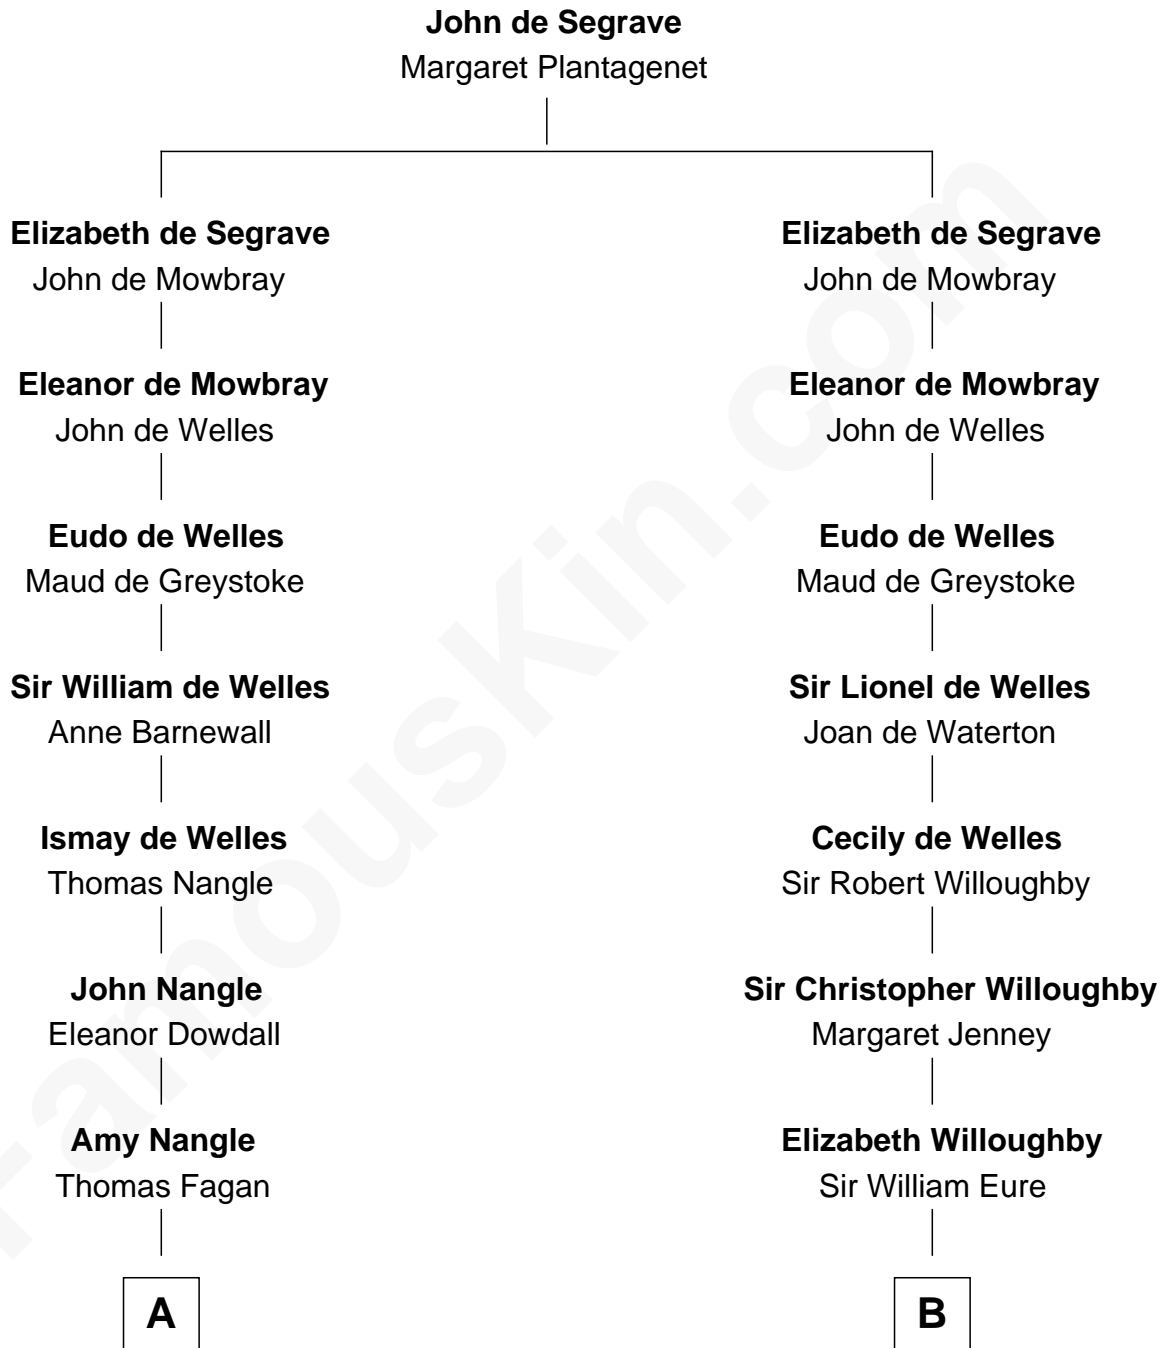 John de Segrave
Margaret Plantagenet
Elizabeth de Segrave
John de Mowbray
Eleanor de Mowbray
John de Welles
Eudo de Welles
Maud de Greystoke
Sir William de Welles
Anne Barnewall
Ismay de Welles
Thomas Nangle
John Nangle
Eleanor Dowdall
Amy Nangle
Thomas Fagan
A
Elizabeth de Segrave
John de Mowbray
Eleanor de Mowbray
John de Welles
Eudo de Welles
Maud de Greystoke
Sir Lionel de Welles
Joan de Waterton
Cecily de Welles
Sir Robert Willoughby
Sir Christopher Willoughby
Margaret Jenney
Elizabeth Willoughby
Sir William Eure
B
FamousKin.com